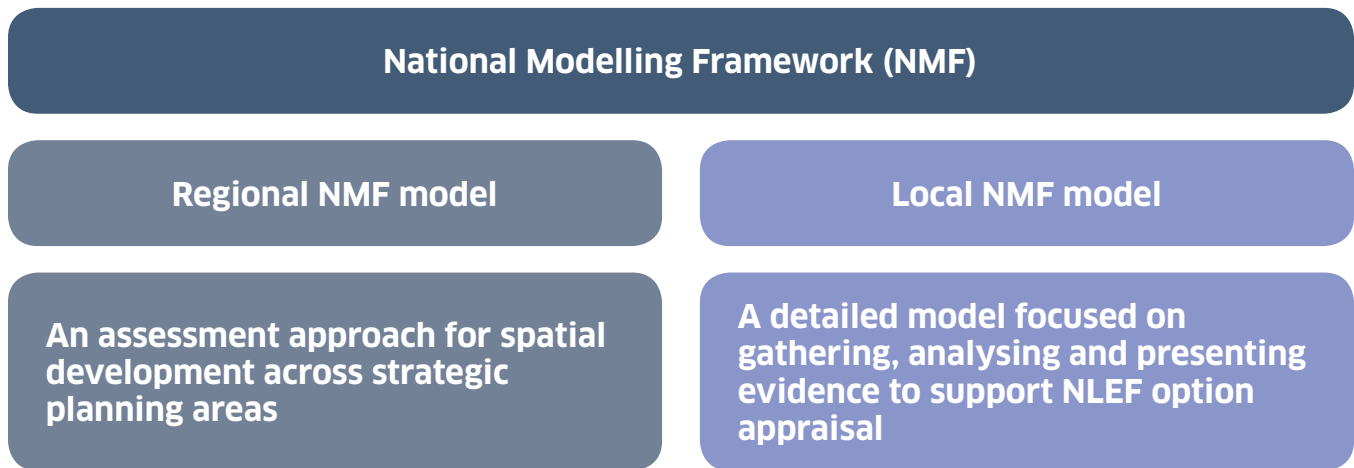 National Modelling Framework (NMF)
Regional NMF model
Local NMF model
An assessment approach for spatial
development across strategic
planning areas
A detailed model focused on
gathering, analysing and presenting
evidence to support NLEF option
appraisal